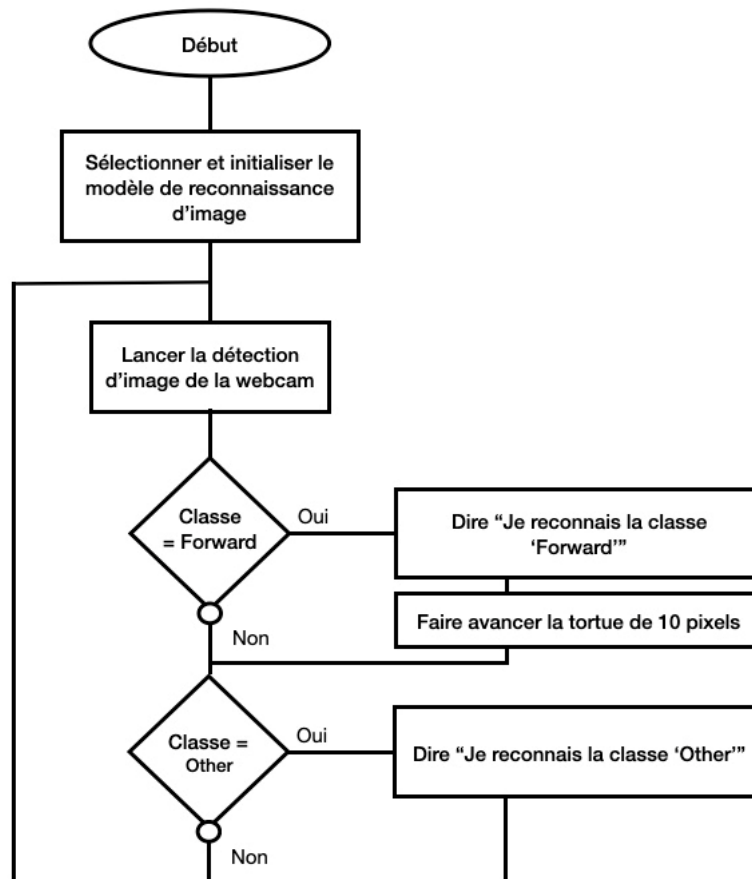 Début
Sélectionner et initialiser le
modèle de reconnaissance
d’image
Lancer la détection
d’image de la webcam
Classe
= Forward
Oui
Dire “Je reconnais la classe
‘Forward’”
Faire avancer la tortue de 10 pixels
Non
Classe =
Other
Oui
Dire “Je reconnais la classe ‘Other’”
Non